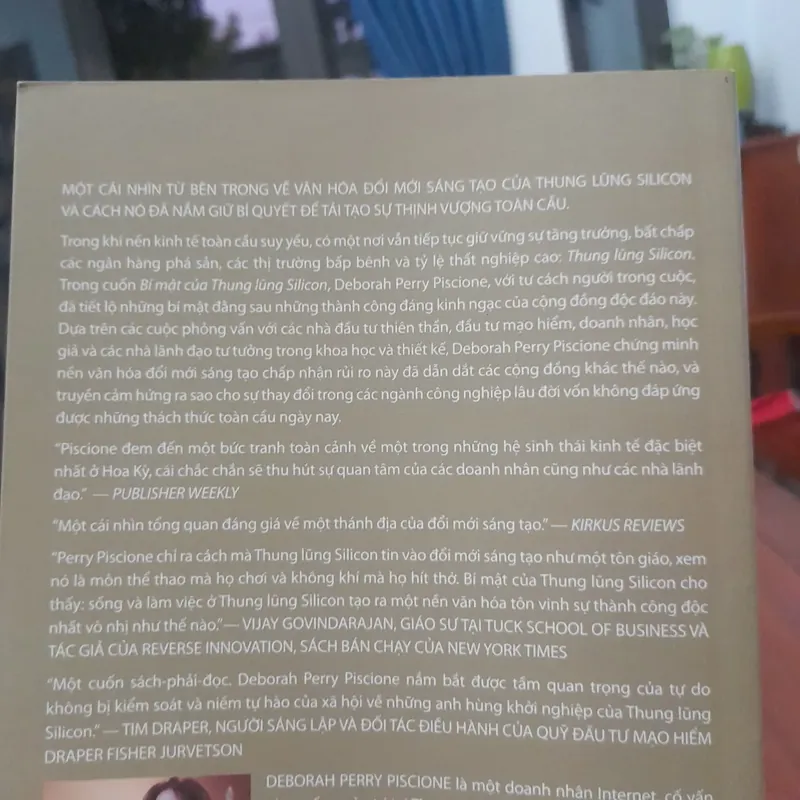 MỘT CÁI NHÌN TỪ BÊN TRONG VỀ VĂN HÓA ĐỔI MỚI SÁNG TẠO CỦA THUNG LŨNG SILICON
VÀ CÁCH NÓ ĐÃ NẮM GIỮ BÍ QUYẾT ĐỂ TÁI TẠO SỰ THỊNH VƯỢNG TOÀN CẦU.
Trong khi nền kinh tế toàn cầu suy yếu, có một nơi vẫn tiếp tục giữ vững sự tăng trưởng, bất chấp
các ngân hàng phá sản, các thị trường bấp bênh và tỷ lệ thất nghiệp cao: Thung lũng Silicon.
Trong cuốn Bí mật của Thung lũng Silicon, Deborah Perry Piscione, với tư cách người trong cuộc,
đã tiết lộ những bí mật đằng sau những thành công đáng kinh ngạc của cộng đồng độc đáo này.
Dựa trên các cuộc phỏng vấn với các nhà đầu tư thiên thần, đầu tư mạo hiểm, doanh nhân, học
giả và các nhà lãnh đạo tư tưởng trong khoa học và thiết kế, Deborah Perry Piscione chứng minh
nền văn hóa đổi mới sáng tạo chấp nhận rủi ro này đã dẫn dắt các cộng đồng khác thế nào, và
truyền cảm hứng ra sao cho sự thay đổi trong các ngành công nghiệp lâu đời vốn không đáp ứng
được những thách thức toàn cầu ngày nay.
"Piscione đem đến một bức tranh toàn cảnh về một trong những hệ sinh thái kinh tế đặc biệt
nhất ở Hoa Kỳ, cái chắc chắn sẽ thu hút sự quan tâm của các doanh nhân cũng như các nhà lãnh
đạo." — PUBLISHER WEEKLY
"Một cái nhìn tổng quan đáng giá về một thánh địa của đổi mới sáng tạo." — KIRKUS REVIEWS
"Perry Piscione chỉ ra cách mà Thung lũng Silicon tin vào đổi mới sáng tạo như một tôn giáo, xem
nó là môn thể thao mà họ chơi và không khí mà họ hít thở. Bí mật của Thung lũng Silicon cho
thấy: sống và làm việc ở Thung lũng Silicon tạo ra một nền văn hóa tôn vinh sự thành công độc
nhất vô nhị như thế nào." — VIJAY GOVINDARAJAN, GIÁO SƯ TẠI TUCK SCHOOL OF BUSINESS VÀ
TÁC GIẢ CỦA REVERSE INNOVATION, SÁCH BÁN CHẠY CỦA NEW YORK TIMES
"Một cuốn sách-phải-đọc. Deborah Perry Piscione nắm bắt được tầm quan trọng của tự do
không bị kiểm soát và niềm tự hào của xã hội về những anh hùng khởi nghiệp của Thung lũng
Silicon." — TIM DRAPER, NGƯỜI SÁNG LẬP VÀ ĐỐI TÁC ĐIỀU HÀNH CỦA QUỸ ĐẦU TƯ MẠO HIỂM
DRAPER FISHER JURVETSON
DEBORAH PERRY PISCIONE là một doanh nhân Internet, cố vấn